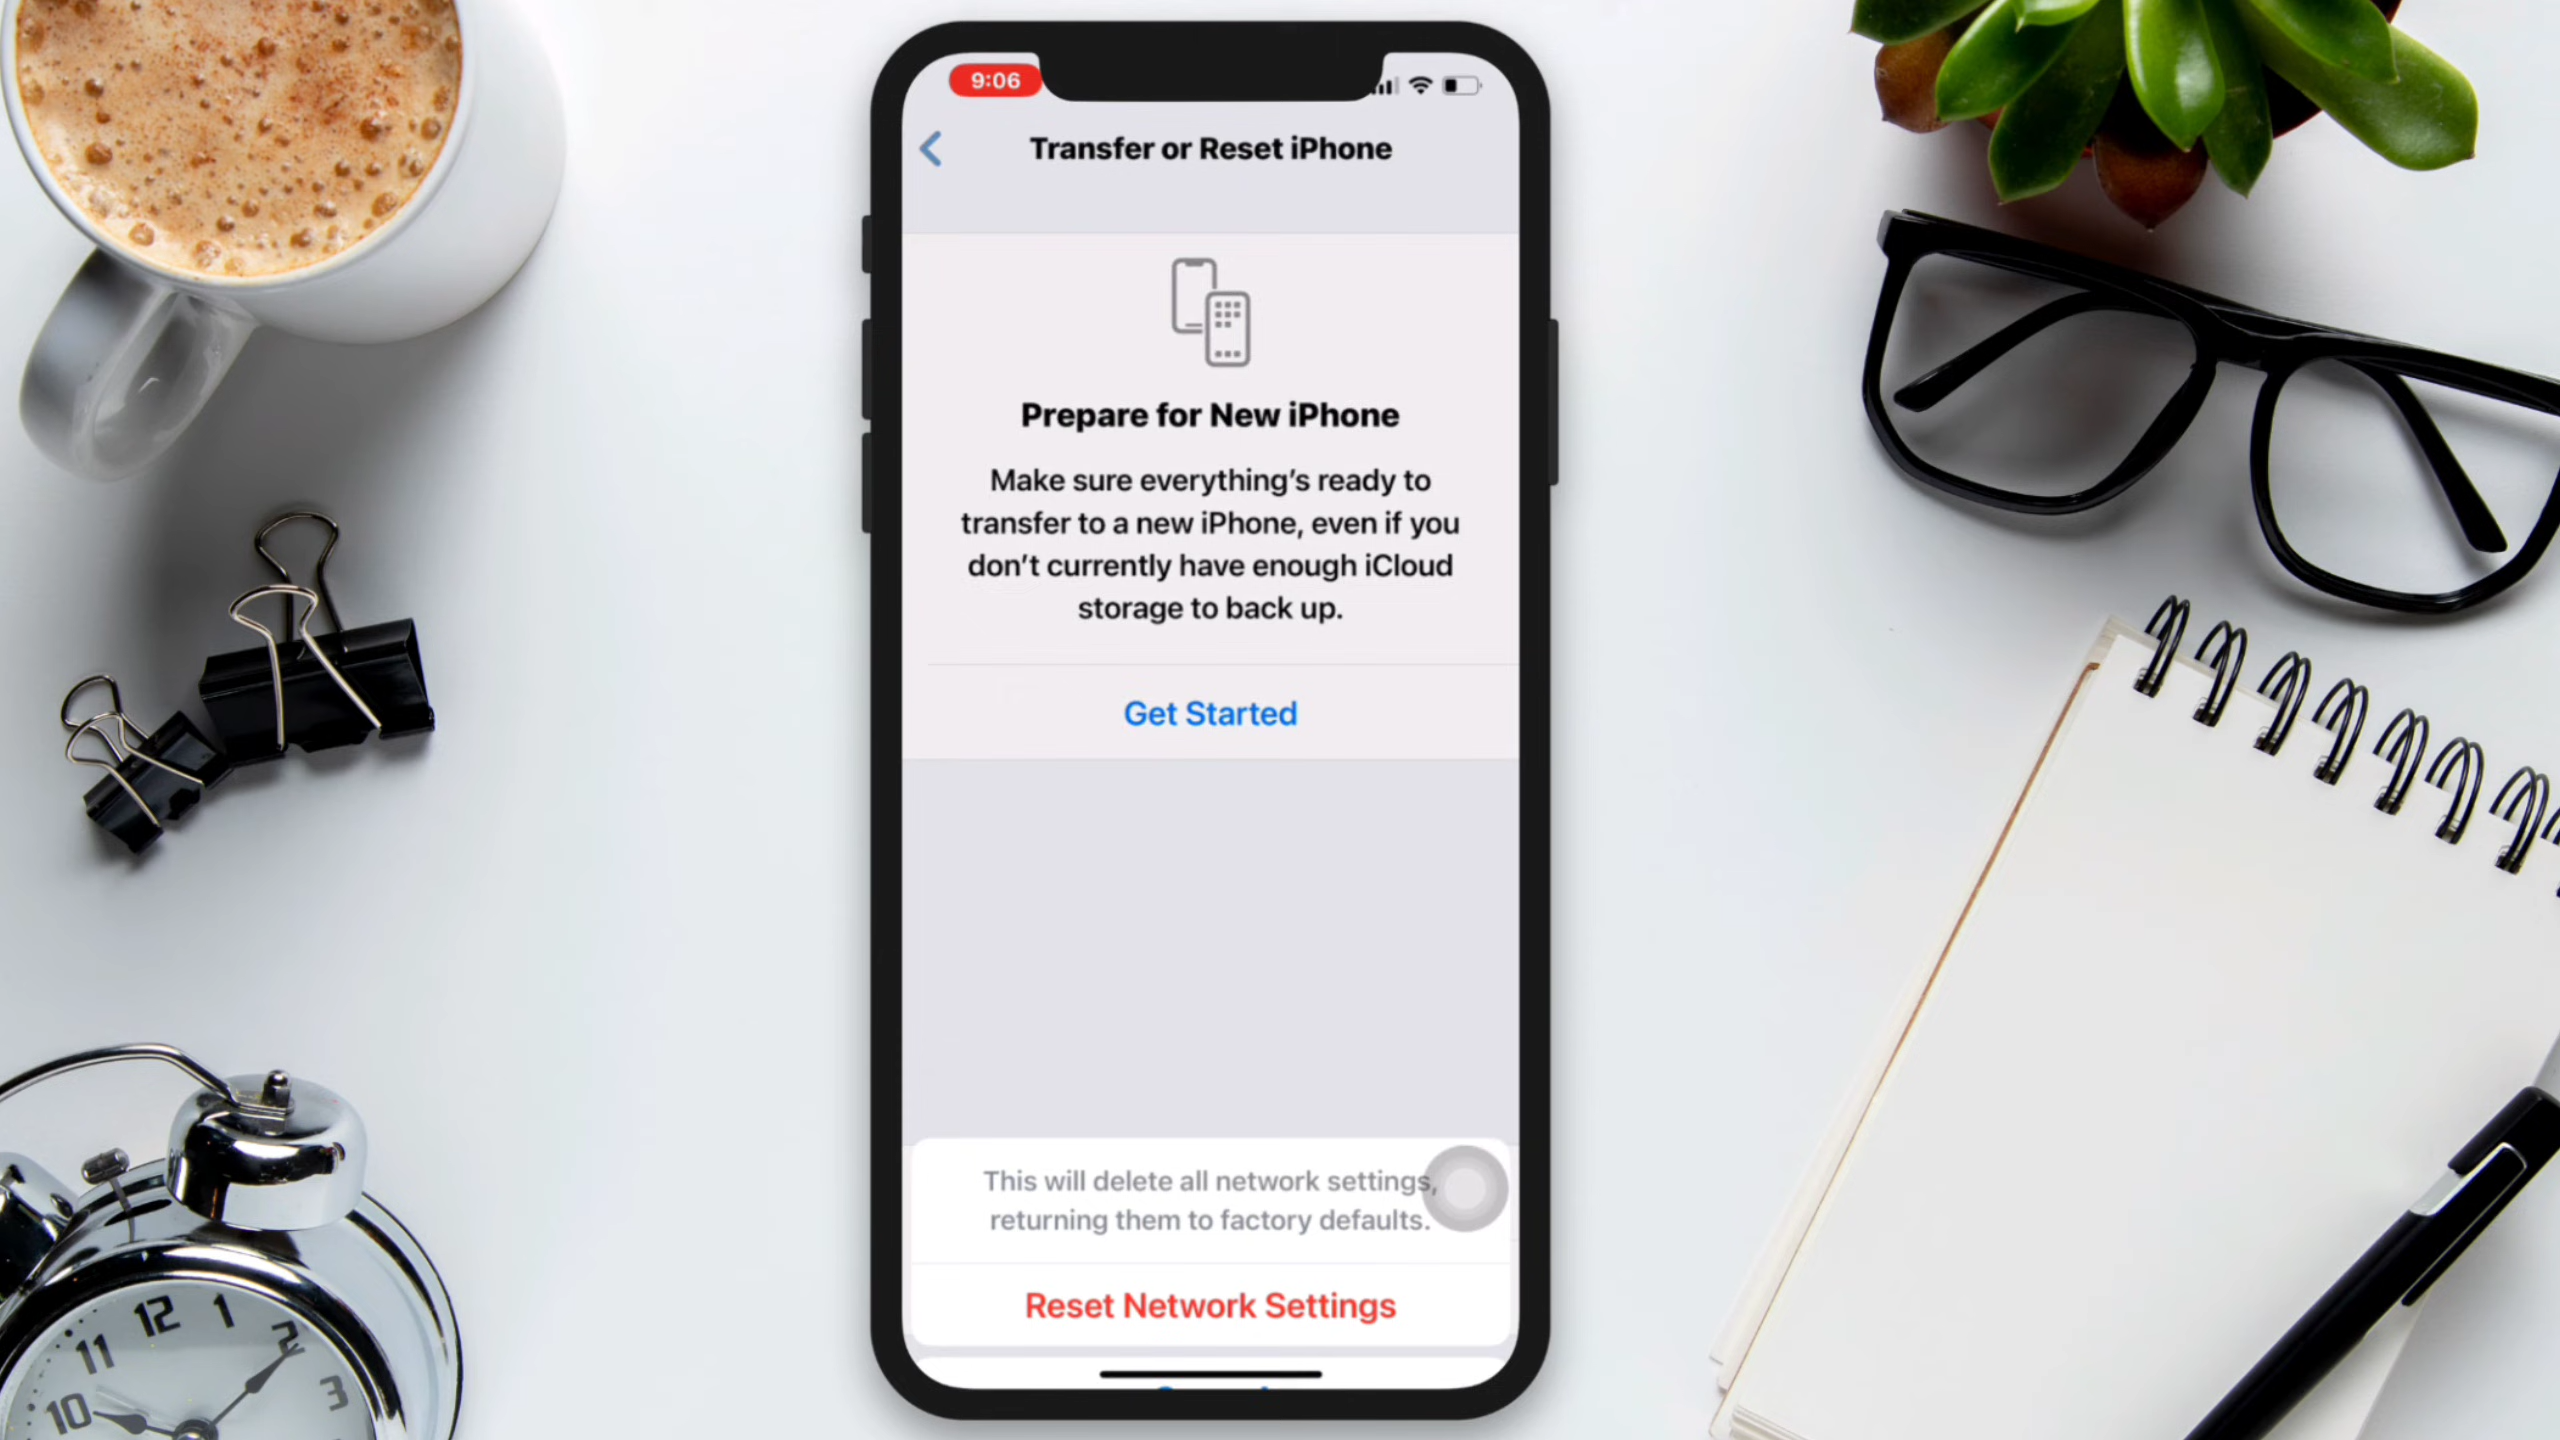 9:06
Transfer or Reset iPhone
Prepare for New iPhone
Make sure everything's ready to
transfer to a new iPhone, even if you
don't currently have enough iCloud
storage to back up.
Get Started
This will delete all network settings,
returning them to factory defaults.
Reset Network Settings
12
1
2
11
3
10